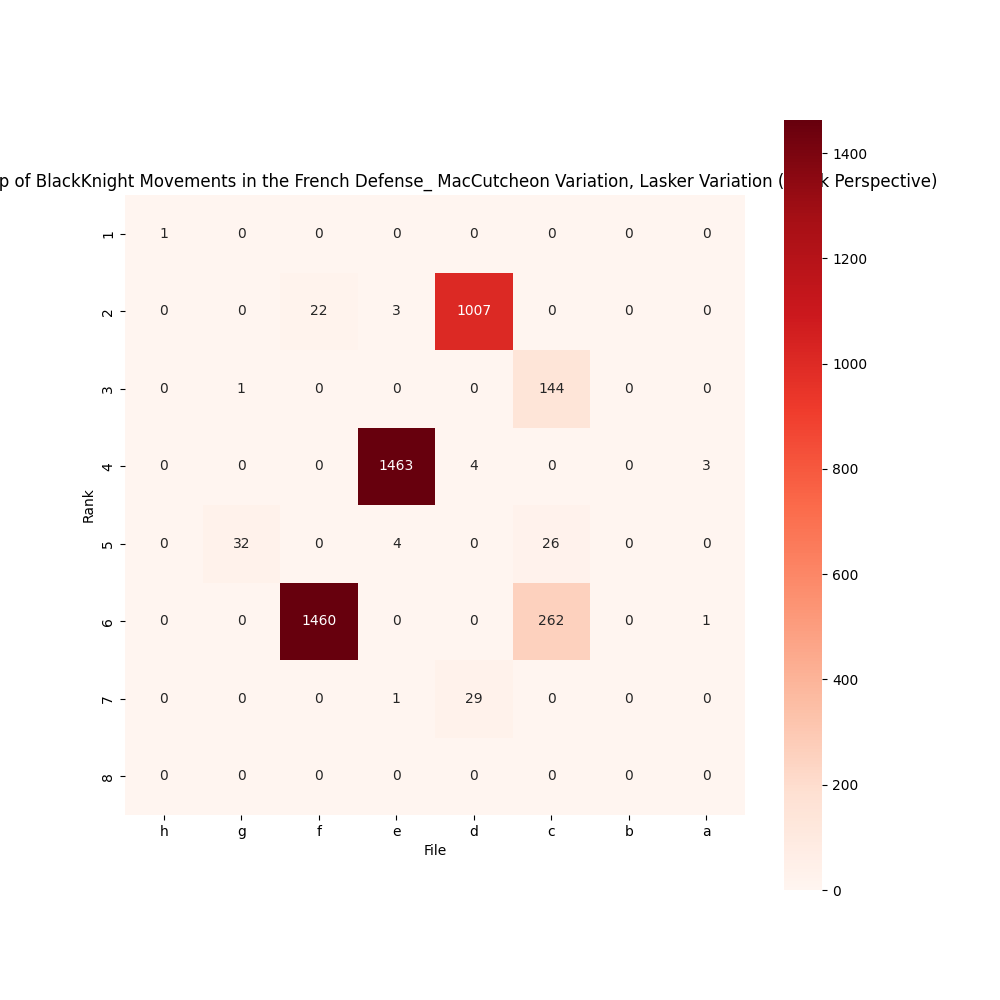 p of BlackKnight Movements in the French Defense_ MacCutcheon Variation, Lasker Variation ( k Perspective)
1 1 0 0 0 0 0 0 0
2 0 0 22 3 1007 0 0 0
3 0 1 0 0 0 144 0 0
4 0 0 0 1463 4 0 0 3
5 0 32 0 4 0 26 0 0
6 0 0 1460 0 0 262 0 1
7 0 0 0 1 29 0 0 0
8 0 0 0 0 0 0 0 0
h g f e d c b a
File
Rank
1400
1200
1000
800
600
400
200
0